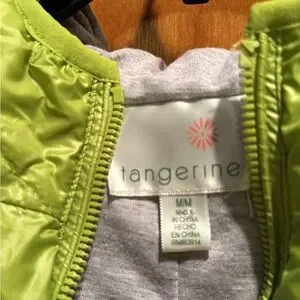 tangerine
M/M
MADE
IN CHINA
HECHO
EN CHINA